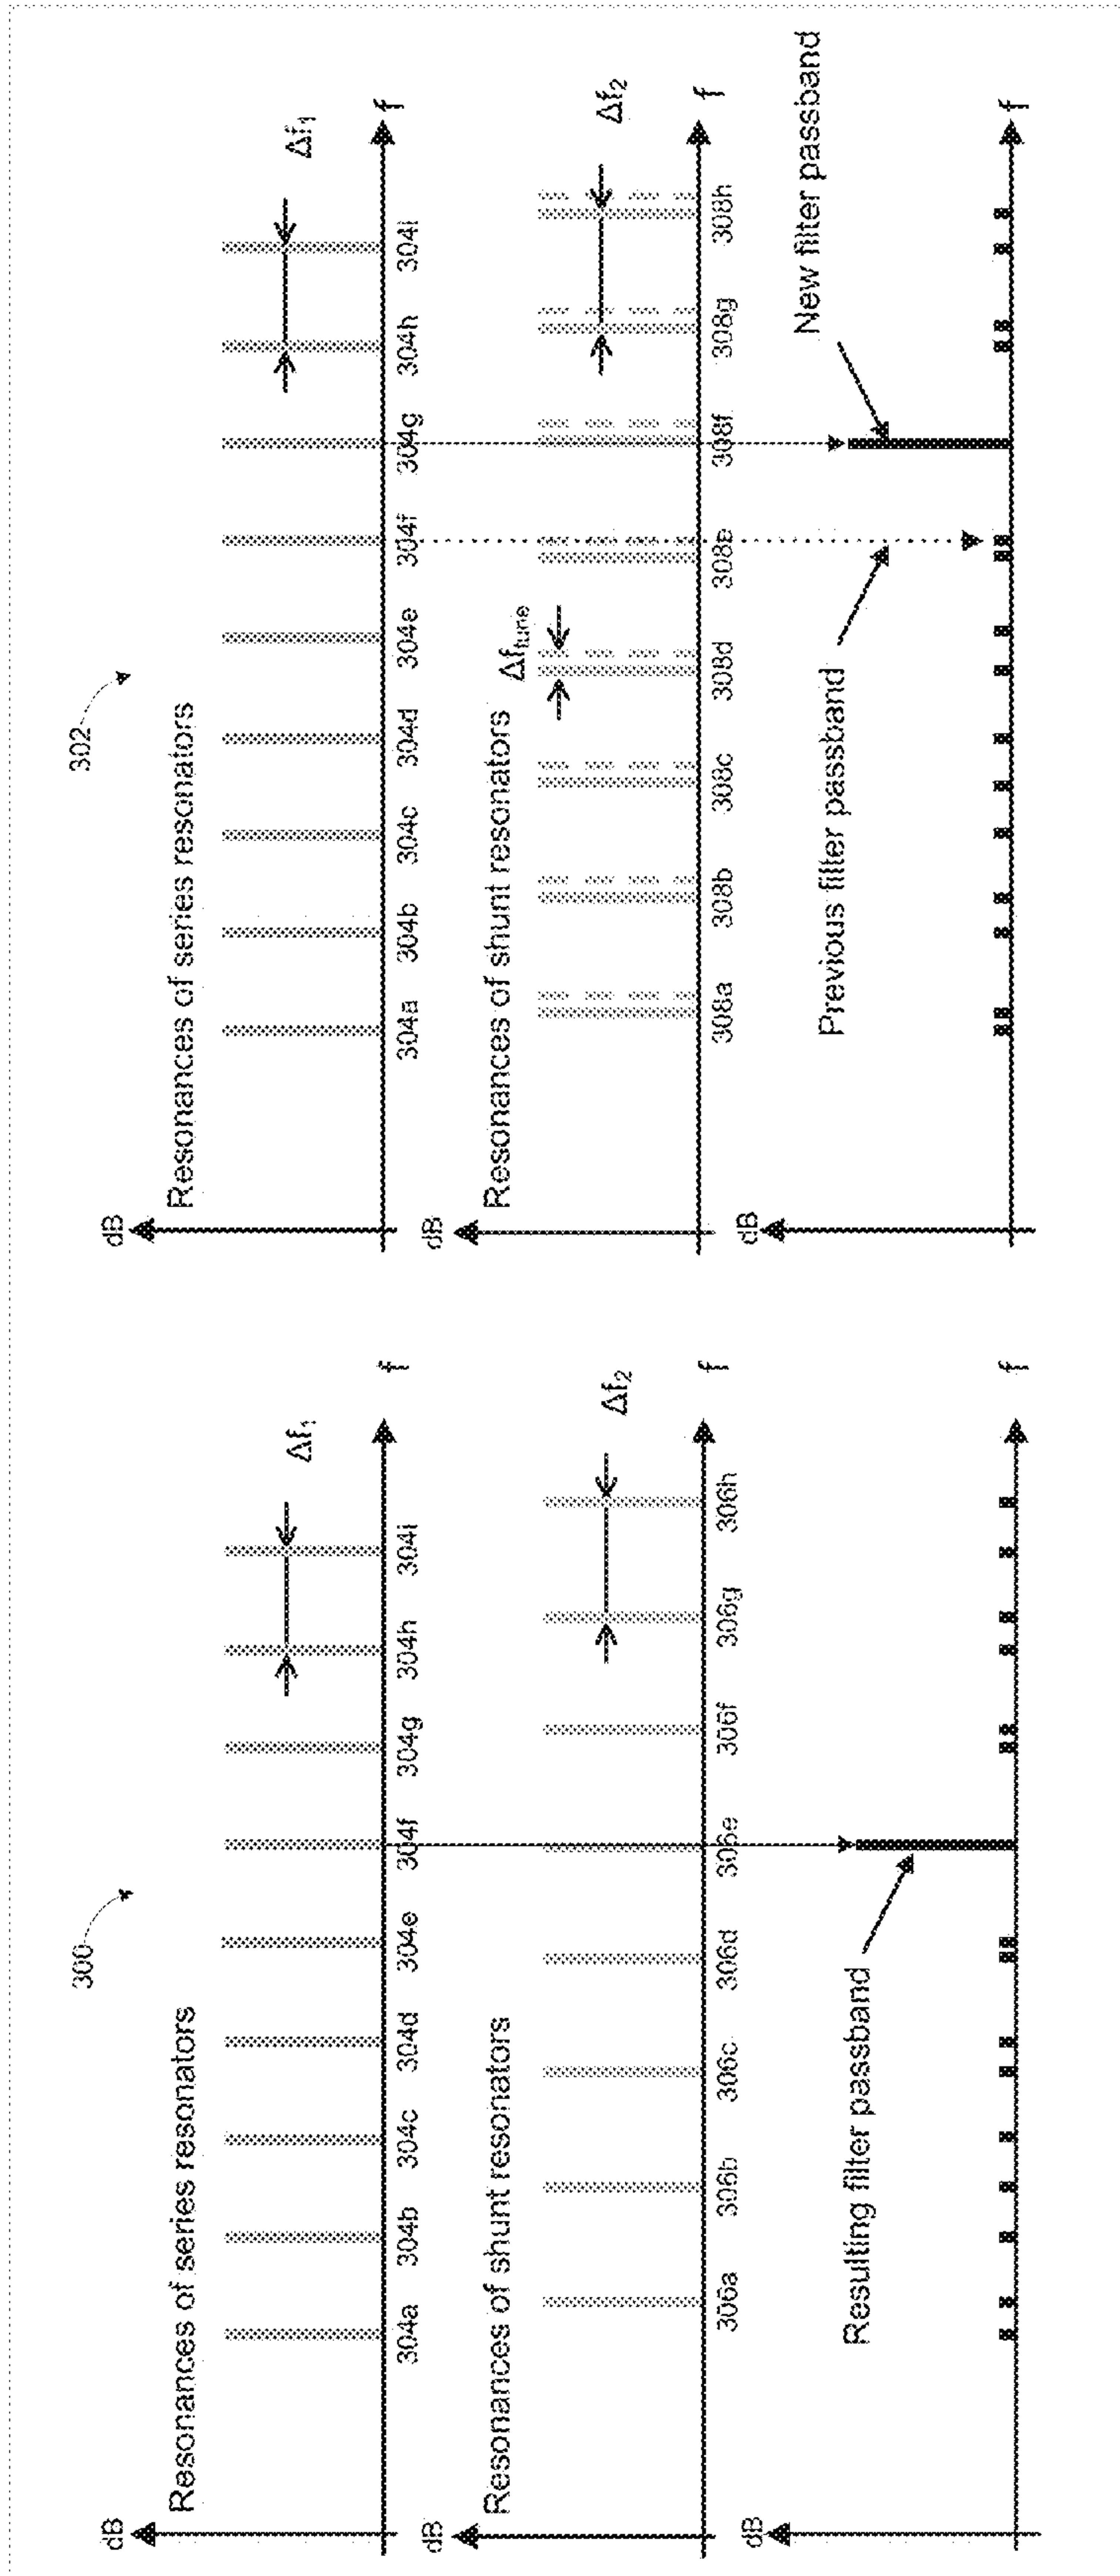 300
dB
Resonances of series resonators
Δf1
304a 304b 304c 304d 304e 304f 304g 304h 304i
f
dB
Resonances of shunt resonators
Δf2
306a 306b 306c 306d 306e 306f 306g 306h
f
dB
Resulting filter passband
f
302
dB
Resonances of series resonators
Δf1
304a 304b 304c 304d 304e 304f 304g 304h 304i
f
dB
Resonances of shunt resonators
Δftune
Δf2
308a 308b 308c 308d 308e 308f 308g 308h
f
dB
Previous filter passband
New filter passband
f